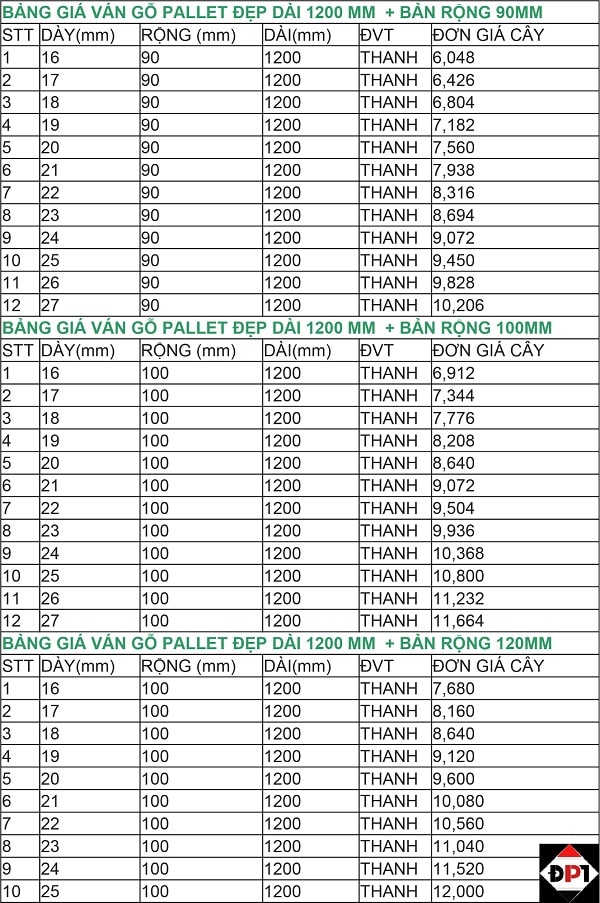 BẢNG GIÁ VÁN GỖ PALLET ĐẸP DÀI 1200 MM + BẢN RỘNG 90MM
STT DÀY(mm) RỘNG (mm) DÀI(mm) ĐVT ĐƠN GIÁ CÂY
1 16 90 1200 THANH 6,048
2 17 90 1200 THANH 6,426
3 18 90 1200 THANH 6,804
4 19 90 1200 THANH 7,182
5 20 90 1200 THANH 7,560
6 21 90 1200 THANH 7,938
7 22 90 1200 THANH 8,316
8 23 90 1200 THANH 8,694
9 24 90 1200 THANH 9,072
10 25 90 1200 THANH 9,450
11 26 90 1200 THANH 9,828
12 27 90 1200 THANH 10,206
BẢNG GIÁ VÁN GỖ PALLET ĐẸP DÀI 1200 MM + BẢN RỘNG 100MM
STT DÀY(mm) RỘNG (mm) DÀI(mm) ĐVT ĐƠN GIÁ CÂY
1 16 100 1200 THANH 6,912
2 17 100 1200 THANH 7,344
3 18 100 1200 THANH 7,776
4 19 100 1200 THANH 8,208
5 20 100 1200 THANH 8,640
6 21 100 1200 THANH 9,072
7 22 100 1200 THANH 9,504
8 23 100 1200 THANH 9,936
9 24 100 1200 THANH 10,368
10 25 100 1200 THANH 10,800
11 26 100 1200 THANH 11,232
12 27 100 1200 THANH 11,664
BẢNG GIÁ VÁN GỖ PALLET ĐẸP DÀI 1200 MM + BẢN RỘNG 120MM
STT DÀY(mm) RỘNG (mm) DÀI(mm) ĐVT ĐƠN GIÁ CÂY
1 16 100 1200 THANH 7,680
2 17 100 1200 THANH 8,160
3 18 100 1200 THANH 8,640
4 19 100 1200 THANH 9,120
5 20 100 1200 THANH 9,600
6 21 100 1200 THANH 10,080
7 22 100 1200 THANH 10,560
8 23 100 1200 THANH 11,040
9 24 100 1200 THANH 11,520
10 25 100 1200 THANH 12,000
ĐPT